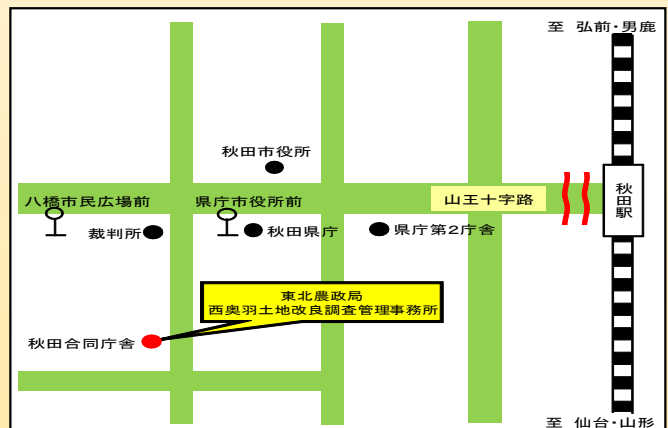 至 弘前・男鹿
秋田市役所
八橋市民広場前
県庁市役所前
山王十字路
秋田駅
裁判所
秋田県庁
県庁第2庁舎
東北農政局
西奥羽土地改良調査管理事務所
秋田合同庁舎
至 仙台・山形